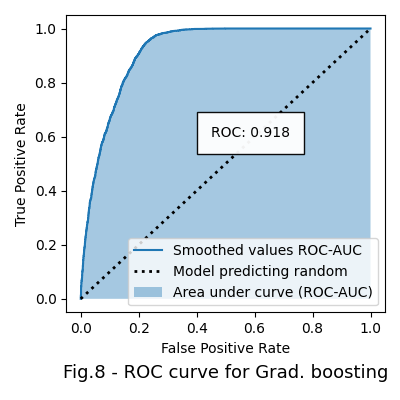 1.0
0.8
0.6
0.4
0.2
0.0
True Positive Rate
ROC: 0.918
Smoothed values ROC-AUC
Model predicting random
Area under curve (ROC-AUC)
0.0 0.2 0.4 0.6 0.8 1.0
False Positive Rate
Fig.8 - ROC curve for Grad. boosting